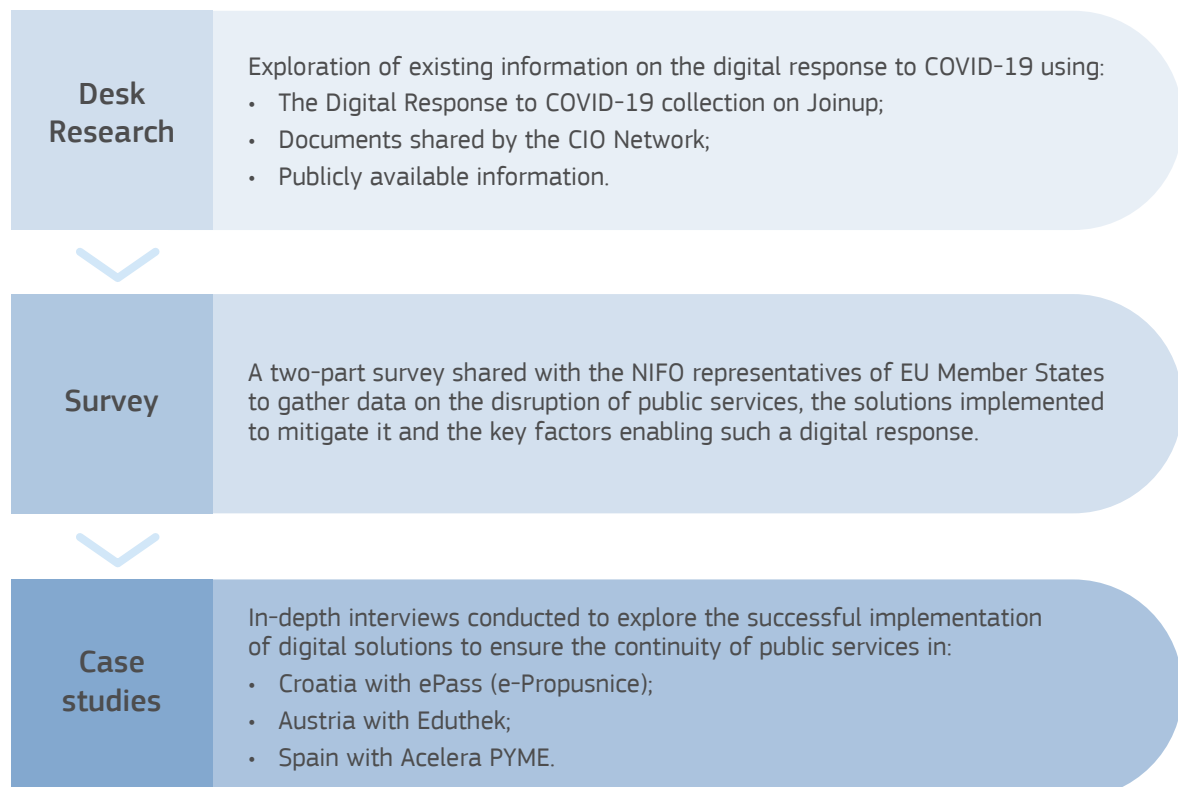 Desk
Research
Exploration of existing information on the digital response to COVID-19 using:
• The Digital Response to COVID-19 collection on Joinup;
• Documents shared by the CIO Network;
• Publicly available information.
Survey
A two-part survey shared with the NIFO representatives of EU Member States
to gather data on the disruption of public services, the solutions implemented
to mitigate it and the key factors enabling such a digital response.
Case
studies
In-depth interviews conducted to explore the successful implementation
of digital solutions to ensure the continuity of public services in:
• Croatia with ePass (e-Propusnice);
• Austria with Eduthek;
• Spain with Acelera PYME.